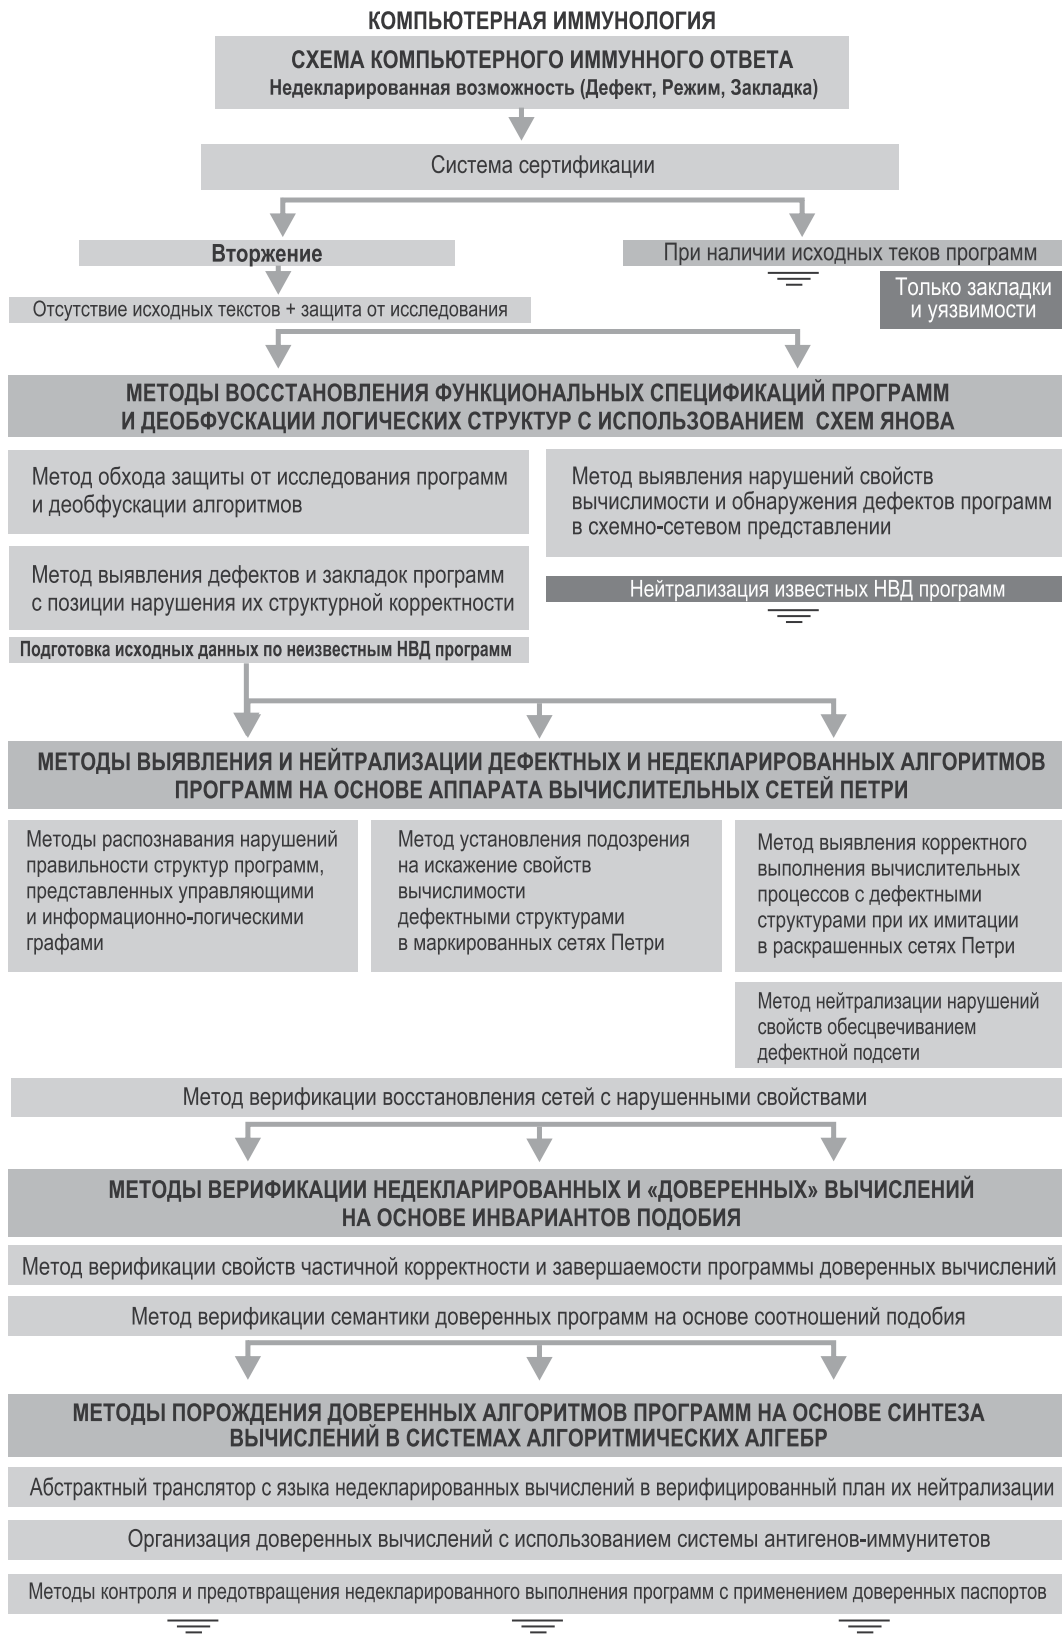 КОМПЬЮТЕРНАЯ ИММУНОЛОГИЯ
СХЕМА КОМПЬЮТЕРНОГО ИММУННОГО ОТВЕТА
Недекларированная возможность (Дефект, Режим, Закладка)
Система сертификации
Вторжение
При наличии исходных теков программ
Только закладки
и уязвимости
Отсутствие исходных текстов + защита от исследования
МЕТОДЫ ВОССТАНОВЛЕНИЯ ФУНКЦИОНАЛЬНЫХ СПЕЦИФИКАЦИЙ ПРОГРАММ
И ДЕОБФУСКАЦИИ ЛОГИЧЕСКИХ СТРУКТУР С ИСПОЛЬЗОВАНИЕМ СХЕМ ЯНОВА
Метод обхода защиты от исследования программ
и деобфускации алгоритмов
Метод выявления нарушений свойств
вычислимости и обнаружения дефектов программ
в схемно-сетевом представлении
Метод выявления дефектов и закладок программ
с позиции нарушения их структурной корректности
Нейтрализация известных НВД программ
Подготовка исходных данных по неизвестным НВД программ
МЕТОДЫ ВЫЯВЛЕНИЯ И НЕЙТРАЛИЗАЦИИ ДЕФЕКТНЫХ И НЕДЕКЛАРИРОВАННЫХ АЛГОРИТМОВ
ПРОГРАММ НА ОСНОВЕ АППАРАТА ВЫЧИСЛИТЕЛЬНЫХ СЕТЕЙ ПЕТРИ
Методы распознавания нарушений
правильности структур программ,
представленных управляющими
и информационно-логическими
графами
Метод установления подозрения
на искажение свойств
вычислимости
дефектными структурами
в маркированных сетях Петри
Метод выявления корректного
выполнения вычислительных
процессов с дефектными
структурами при их имитации
в раскрашенных сетях Петри
Метод нейтрализации нарушений
свойств обесцвечиванием
дефектной подсети
Метод верификации восстановления сетей с нарушенными свойствами
МЕТОДЫ ВЕРИФИКАЦИИ НЕДЕКЛАРИРОВАННЫХ И «ДОВЕРЕННЫХ» ВЫЧИСЛЕНИЙ
НА ОСНОВЕ ИНВАРИАНТОВ ПОДОБИЯ
Метод верификации свойств частичной корректности и завершаемости программы доверенных вычислений
Метод верификации семантики доверенных программ на основе соотношений подобия
МЕТОДЫ ПОРОЖДЕНИЯ ДОВЕРЕННЫХ АЛГОРИТМОВ ПРОГРАММ НА ОСНОВЕ СИНТЕЗА
ВЫЧИСЛЕНИЙ В СИСТЕМАХ АЛГОРИТМИЧЕСКИХ АЛГЕБР
Абстрактный транслятор с языка недекларированных вычислений в верифицированный план их нейтрализации
Организация доверенных вычислений с использованием системы антигенов-иммунитетов
Методы контроля и предотвращения недекларированного выполнения программ с применением доверенных паспортов